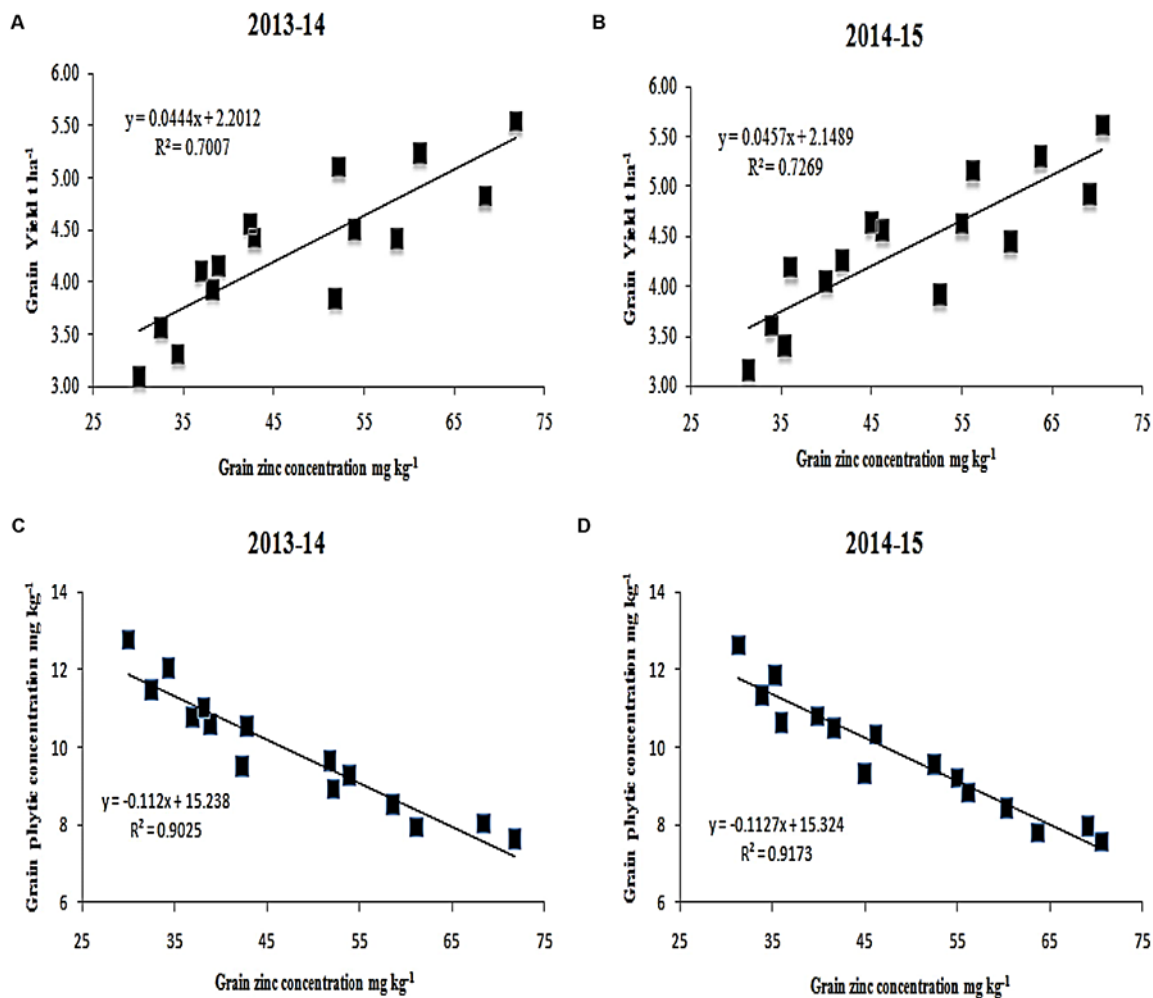 A
2013-14
Grain Yield t ha⁻¹
6.00
5.50
5.00
4.50
4.00
3.50
3.00
y = 0.0444x + 2.2012
R² = 0.7007
25 35 45 55 65 75
Grain zinc concentration mg kg⁻¹
B
2014-15
Grain Yield t ha⁻¹
6.00
5.50
5.00
4.50
4.00
3.50
3.00
y = 0.0457x + 2.1489
R² = 0.7269
25 35 45 55 65 75
Grain zinc concentration mg kg⁻¹
C
2013-14
Grain phytic concentration mg kg⁻¹
14
12
10
8
6
y = -0.112x + 15.238
R² = 0.9025
25 35 45 55 65 75
Grain zinc concentration mg kg⁻¹
D
2014-15
Grain phytic concentration mg kg⁻¹
14
12
10
8
6
y = -0.1127x + 15.324
R² = 0.9173
25 35 45 55 65 75
Grain zinc concentration mg kg⁻¹